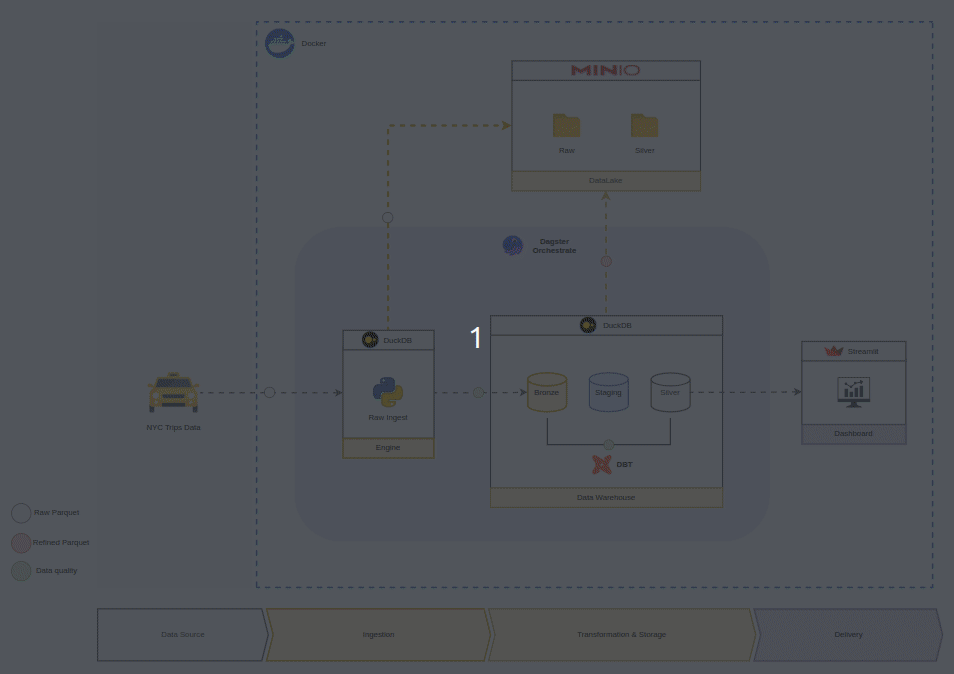 Docker
MINIO
Raw
Silver
DataLake
Dagster
Orchestrate
DuckDB
DuckDB
1
Streamlit
Bronze
Staging
Silver
Raw Ingest
NYC Trips Data
Dashboard
Engine
DBT
Data Warehouse
Raw Parquet
Refined Parquet
Data quality
Data Source
Ingestion
Transformation & Storage
Delivery